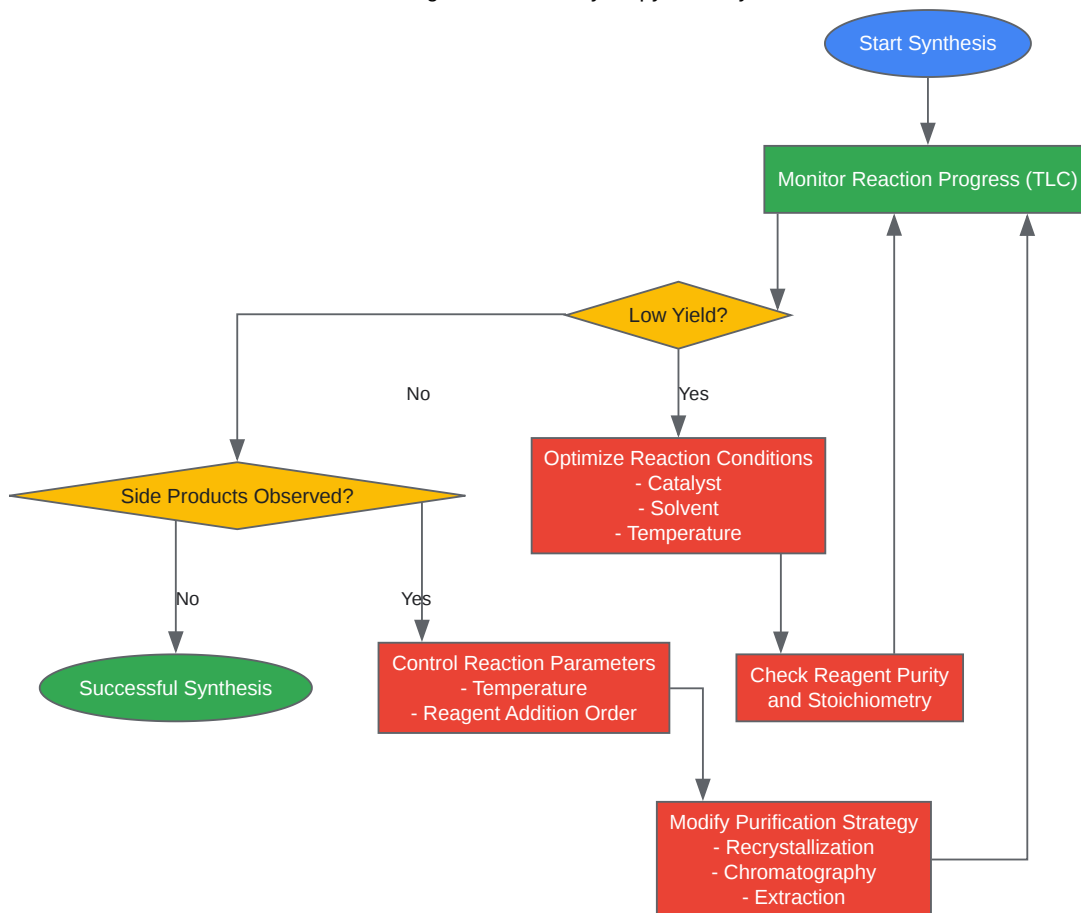 Start Synthesis
Monitor Reaction Progress (TLC)
Low Yield?
No
Yes
Optimize Reaction Conditions
- Catalyst
- Solvent
- Temperature
Side Products Observed?
No
Yes
Successful Synthesis
Control Reaction Parameters
- Temperature
- Reagent Addition Order
Check Reagent Purity
and Stoichiometry
Modify Purification Strategy
- Recrystallization
- Chromatography
- Extraction